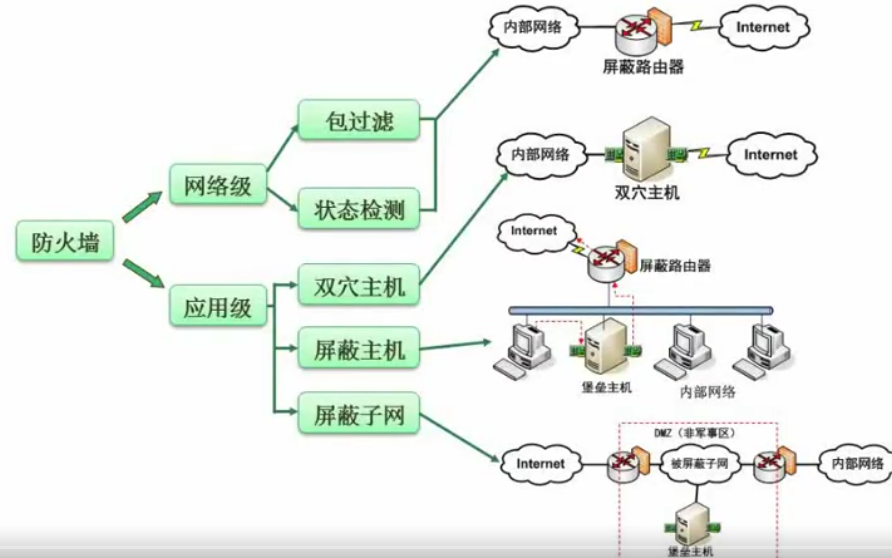 防火墙
网络级
应用级
包过滤
状态检测
双穴主机
屏蔽主机
屏蔽子网
内部网络
Internet
屏蔽路由器
内部网络
Internet
双穴主机
Internet
屏蔽路由器
堡垒主机
内部网络
DMZ（非军事区）
Internet
被屏蔽子网
内部网络
堡垒主机